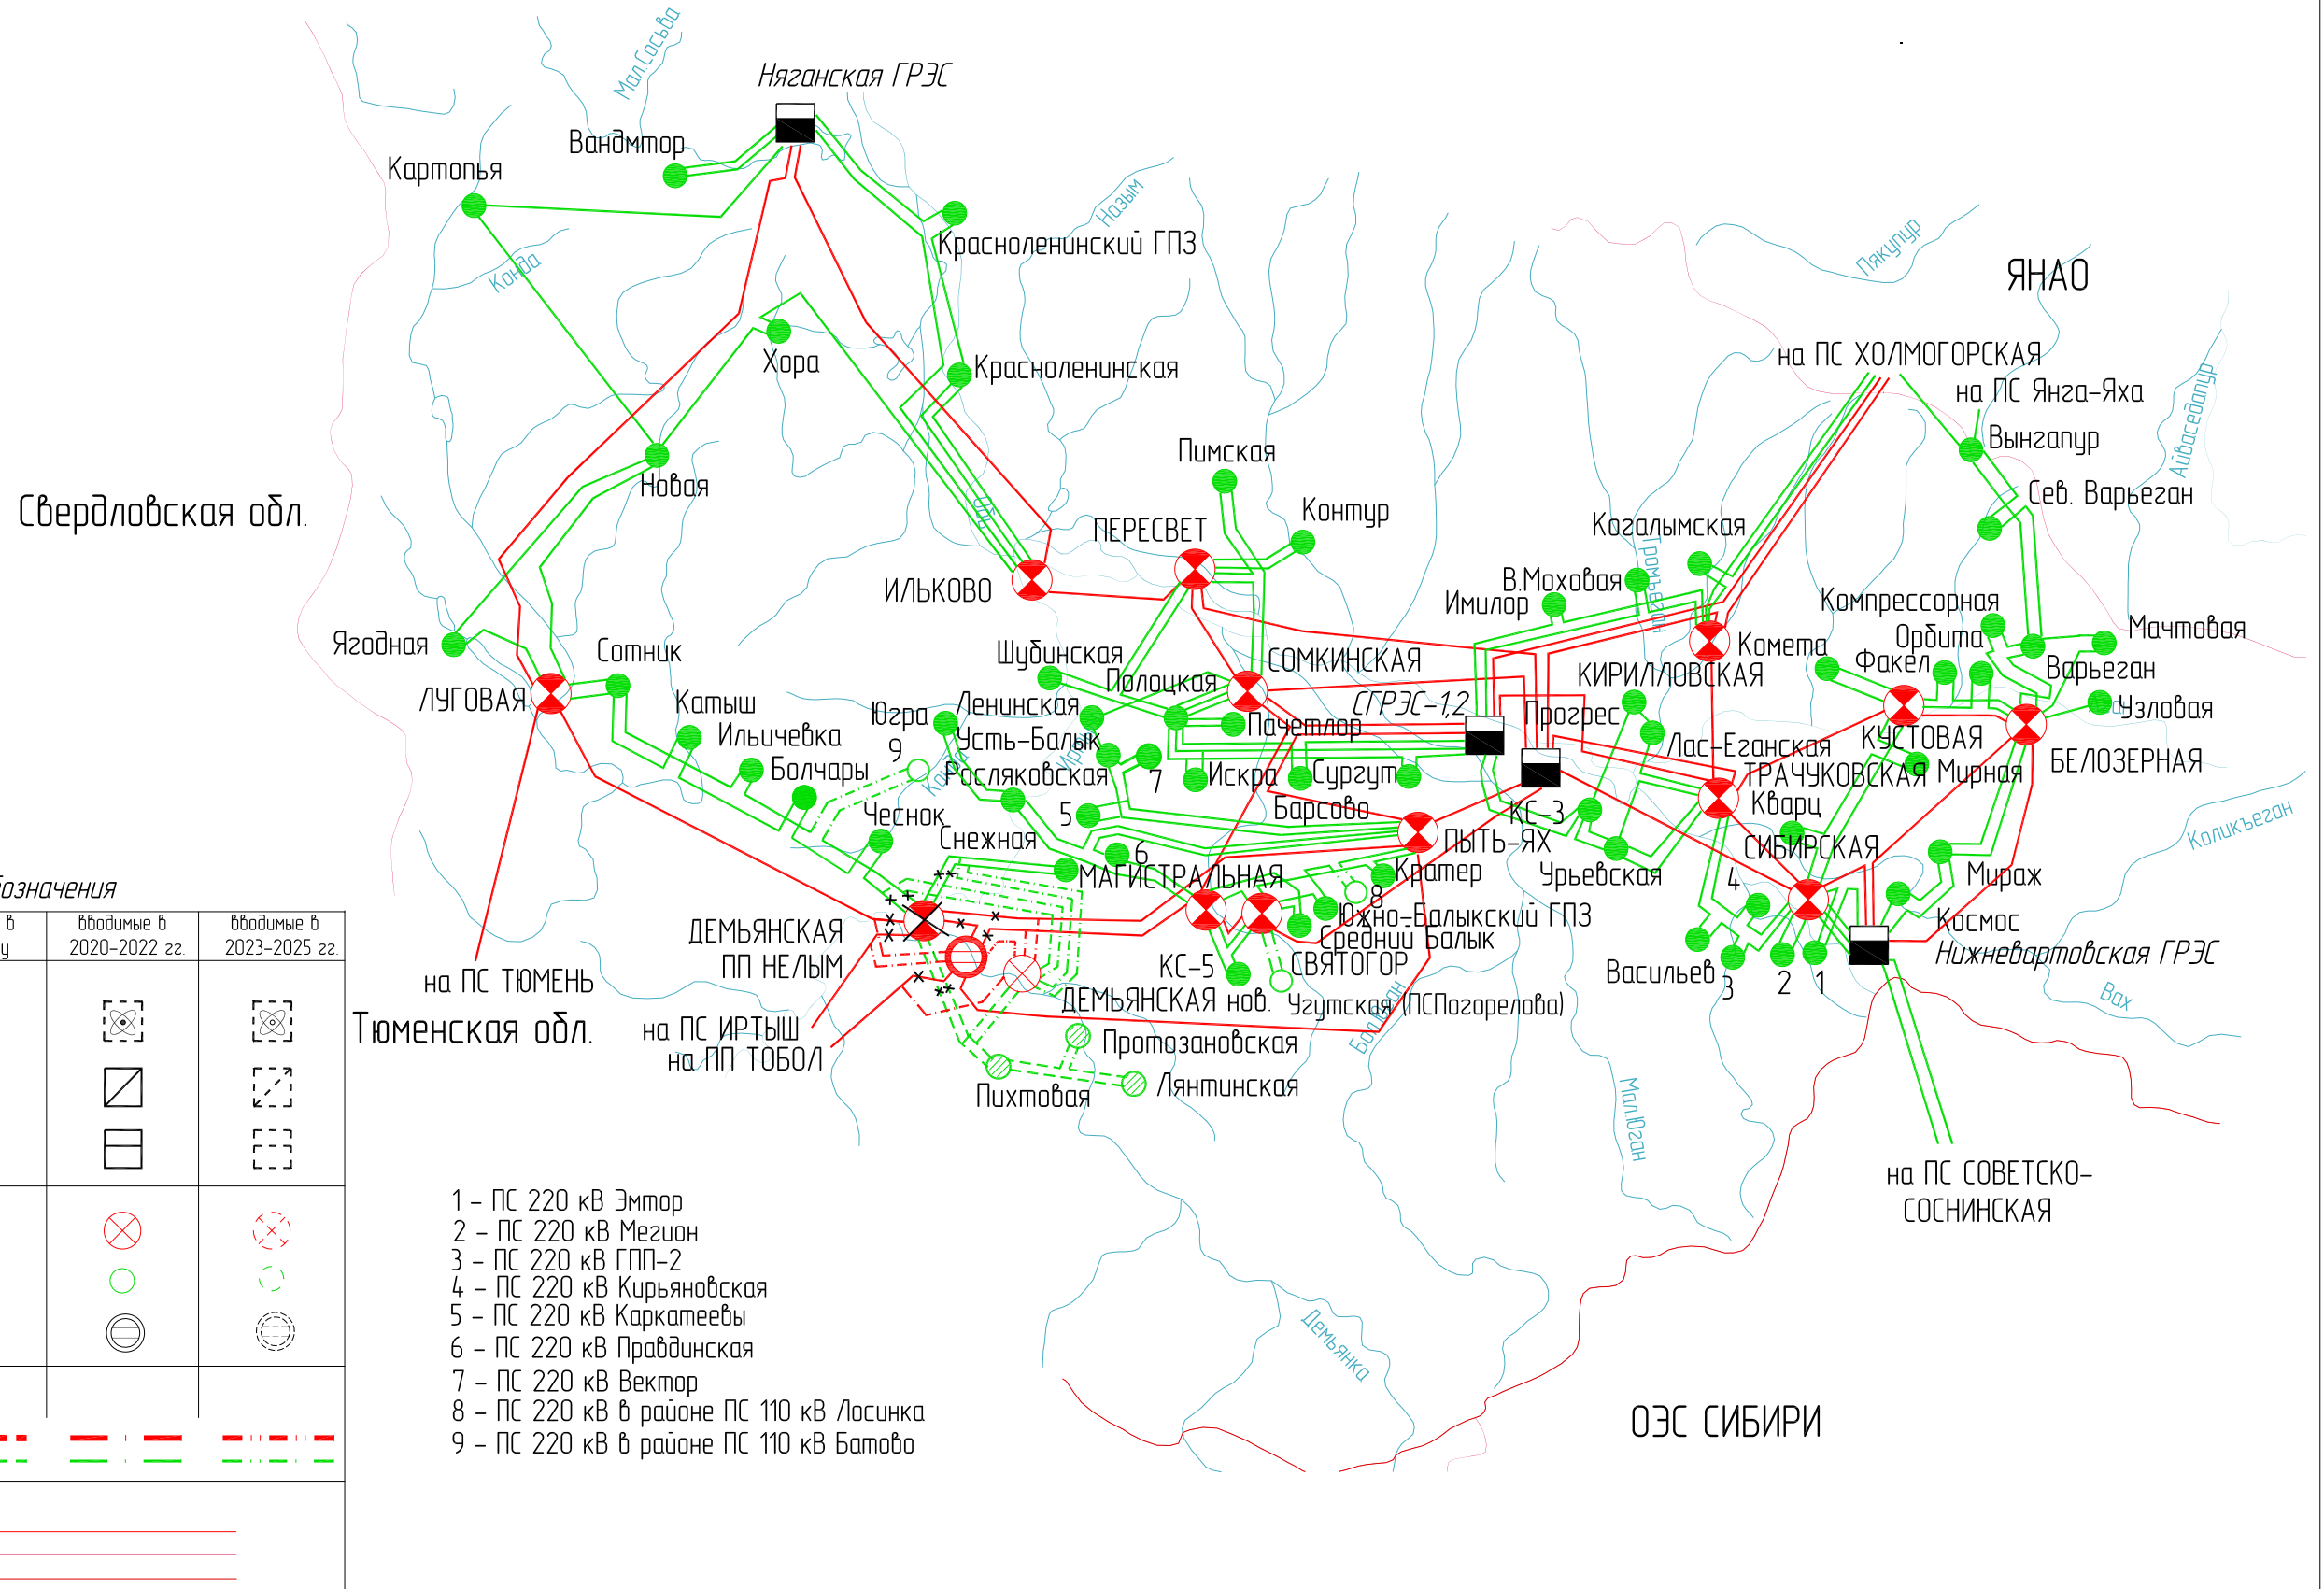 Мал.Сосьва
Няганская ГРЭС
Вандмтор
Картопья
Назым
Красноленинский ГПЗ
Конда
Пякупур
ЯНАО
Хора
Красноленинская
на ПС ХОЛМОГОРСКАЯ
на ПС Янга-Яха
Айваседапур
Вынгапур
Пимская
Новая
Сев. Варьеган
Свердловская обл.
Обь
Контур
ПЕРЕСВЕТ
Когалымская
Тромъеган
ИЛЬКОВО
В.Моховая
Имилор
Компрессорная
Орбита
Мачтовая
Ягодная
Сотник
Шубинская
СОМКИНСКАЯ
Комета
Факел
Варьеган
Полоцкая
КИРИЛЛОВСКАЯ
ЛУГОВАЯ
Катыш
Югра
Ленинская
СГРЭС-1,2
Прогрес
Узловая
Пачетлор
Ильичевка
9
Усть-Балык
Лас-Еганская
КУСТОВАЯ
БЕЛОЗЕРНАЯ
Болчары
Конда
Росляковская
7
Искра
Сургут
ТРАЧУКОВСКАЯ
Мирная
Чеснок
5
Барсово
КС-3
Кварц
Коликъеган
Снежная
6
ПЫТЬ-ЯХ
СИБИРСКАЯ
МАГИСТРАЛЬНАЯ
Кратер
Урьевская
4
Мираж
8
Южно-Балыкский ГПЗ
Космос
ДЕМЬЯНСКАЯ
Средний Балык
Нижневартовская ГРЭС
ПП НЕЛЫМ
КС-5
СВЯТОГОР
Васильев
3
2
1
на ПС ТЮМЕНЬ
ДЕМЬЯНСКАЯ нов.
Угутская (ПСПогорелова)
Вах
Тюменская обл.
на ПС ИРТЫШ
на ПП ТОБОЛ
Протозановская
Пихтовая
Лянтинская
Мал.Юган
на ПС СОВЕТСКО-
СОСНИНСКАЯ
вводимые в
2020-2022 гг.
вводимые в
2023-2025 гг.
1 - ПС 220 кВ Эмтор
2 - ПС 220 кВ Мегион
3 - ПС 220 кВ ГПП-2
4 - ПС 220 кВ Кирьяновская
5 - ПС 220 кВ Каркатеевы
6 - ПС 220 кВ Правдинская
7 - ПС 220 кВ Вектор
8 - ПС 220 кВ в районе ПС 110 кВ Лосинка
9 - ПС 220 кВ в районе ПС 110 кВ Батово
Демьянка
ОЭС СИБИРИ